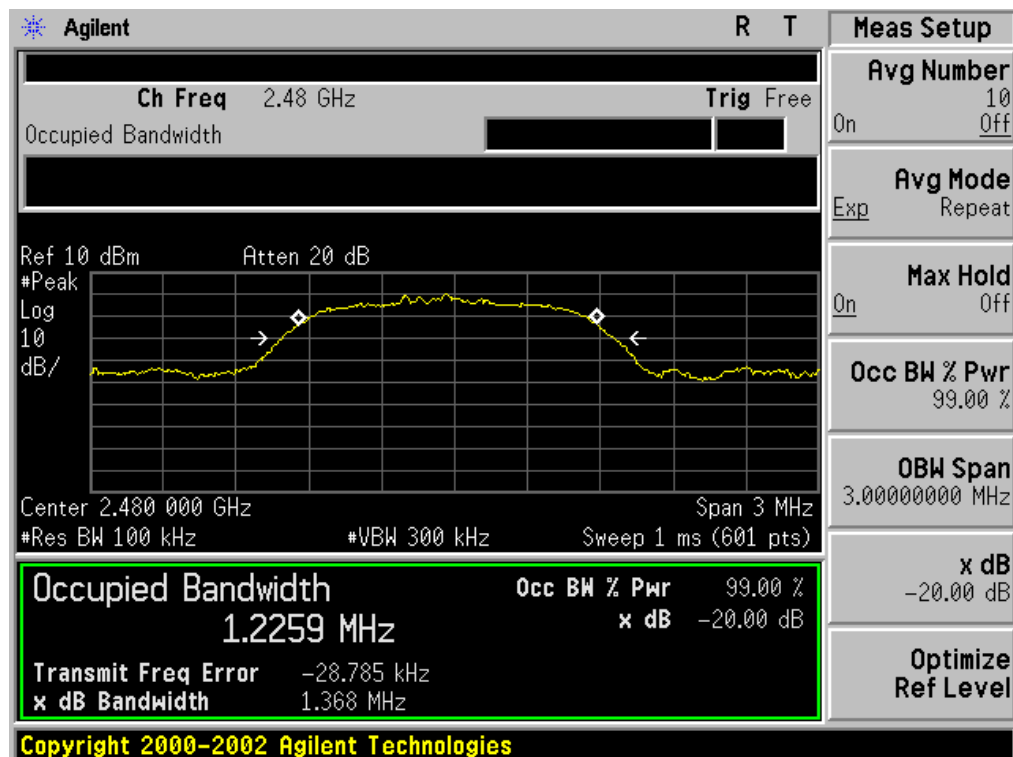 Agilent R T
Ch Freq 2.48 GHz Trig Free
Occupied Bandwidth
Ref 10 dBm Atten 20 dB
#Peak
Log
10
dB/
Center 2.480 000 GHz Span 3 MHz
#Res BW 100 kHz #VBW 300 kHz Sweep 1 ms (601 pts)
Occupied Bandwidth Occ BW % Pwr 99.00 %
1.2259 MHz x dB -20.00 dB
Transmit Freq Error -28.785 kHz
x dB Bandwidth 1.368 MHz
Copyright 2000-2002 Agilent Technologies
Meas Setup
Avg Number
10
On Off
Avg Mode
Exp Repeat
Max Hold
On Off
Occ BW % Pwr
99.00 %
OBW Span
3.00000000 MHz
x dB
-20.00 dB
Optimize
Ref Level